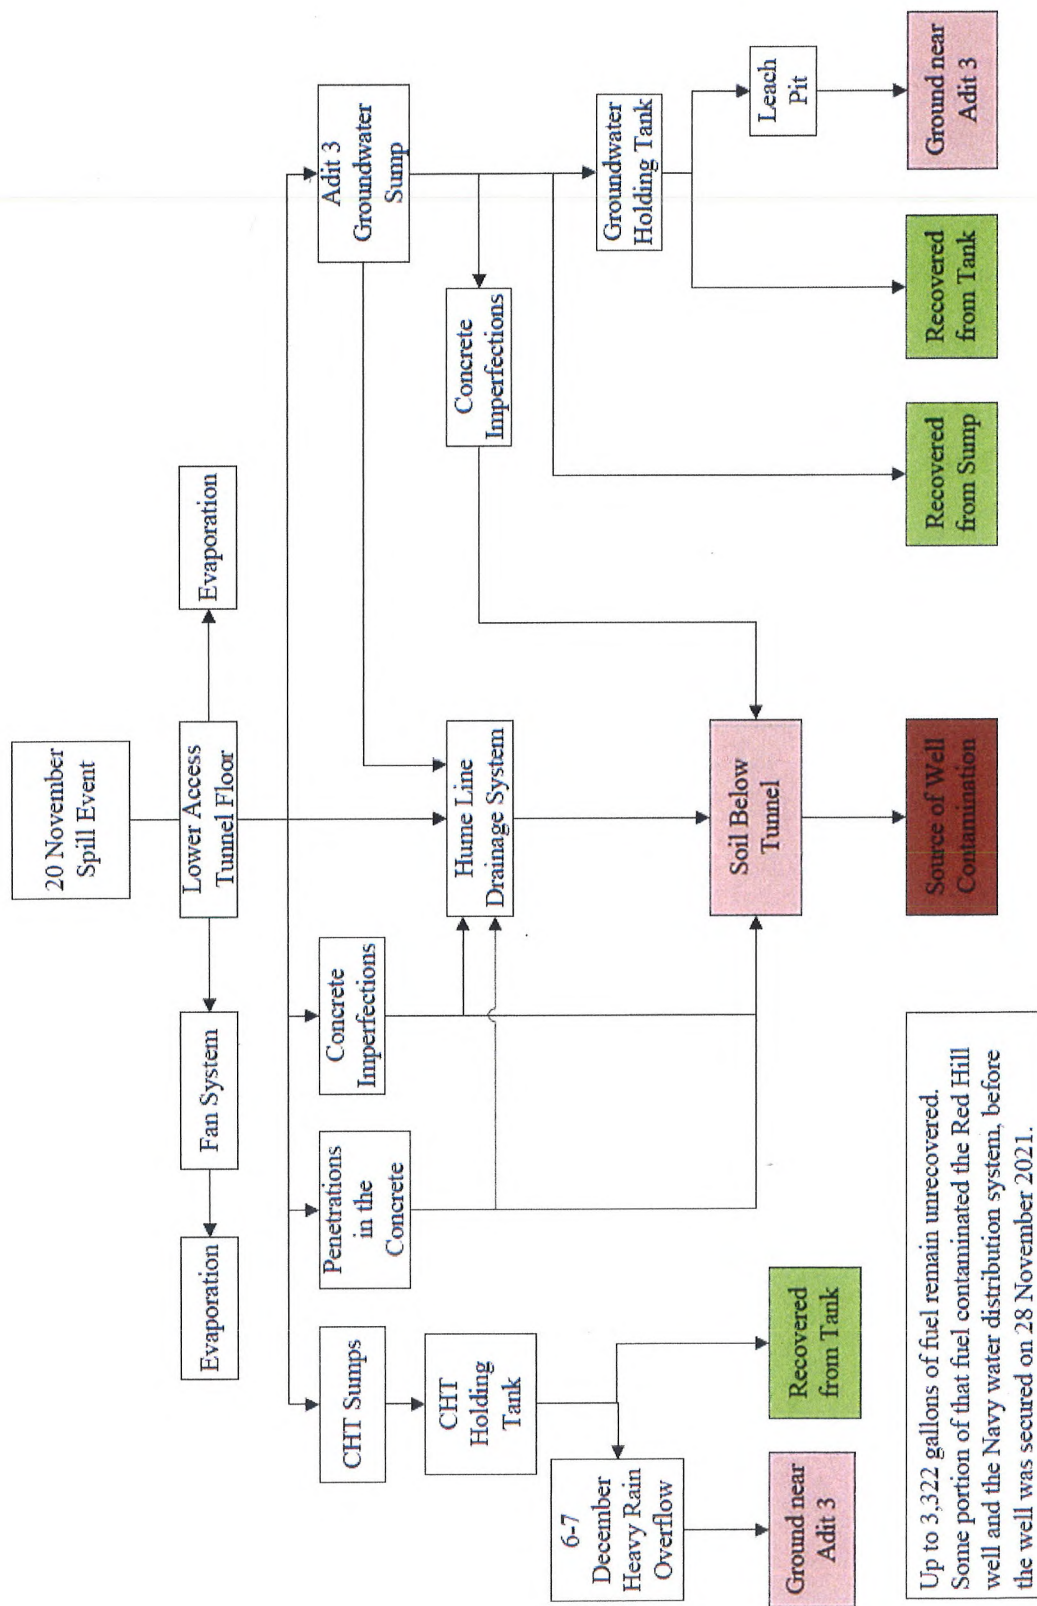 20 November
Spill Event
Evaporation
Fan System
Lower Access
Tunnel Floor
Evaporation
CHT Sumps
Penetrations
in the
Concrete
Concrete
Imperfections
Adit 3
Groundwater
Sump
CHT
Holding
Tank
Hume Line
Drainage System
Concrete
Imperfections
6-7
December
Heavy Rain
Overflow
Groundwater
Holding Tank
Soil Below
Tunnel
Leach
Pit
Ground near
Adit 3
Recovered
from Tank
Source of Well
Contamination
Recovered
from Sump
Recovered
from Tank
Ground near
Adit 3
Up to 3,322 gallons of fuel remain unrecovered.
Some portion of that fuel contaminated the Red Hill
well and the Navy water distribution system, before
the well was secured on 28 November 2021.